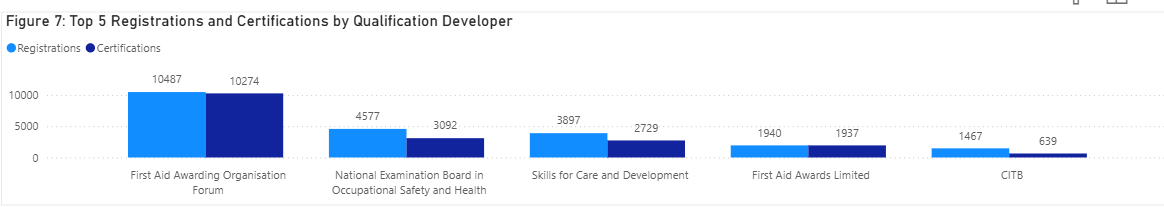 Figure 7: Top 5 Registrations and Certifications by Qualification Developer
Registrations Certifications
10487 10274
4577 3092
3897 2729
1940 1937
1467 639
10000
5000
0
First Aid Awarding Organisation
Forum
National Examination Board in
Occupational Safety and Health
Skills for Care and Development
First Aid Awards Limited
CITB